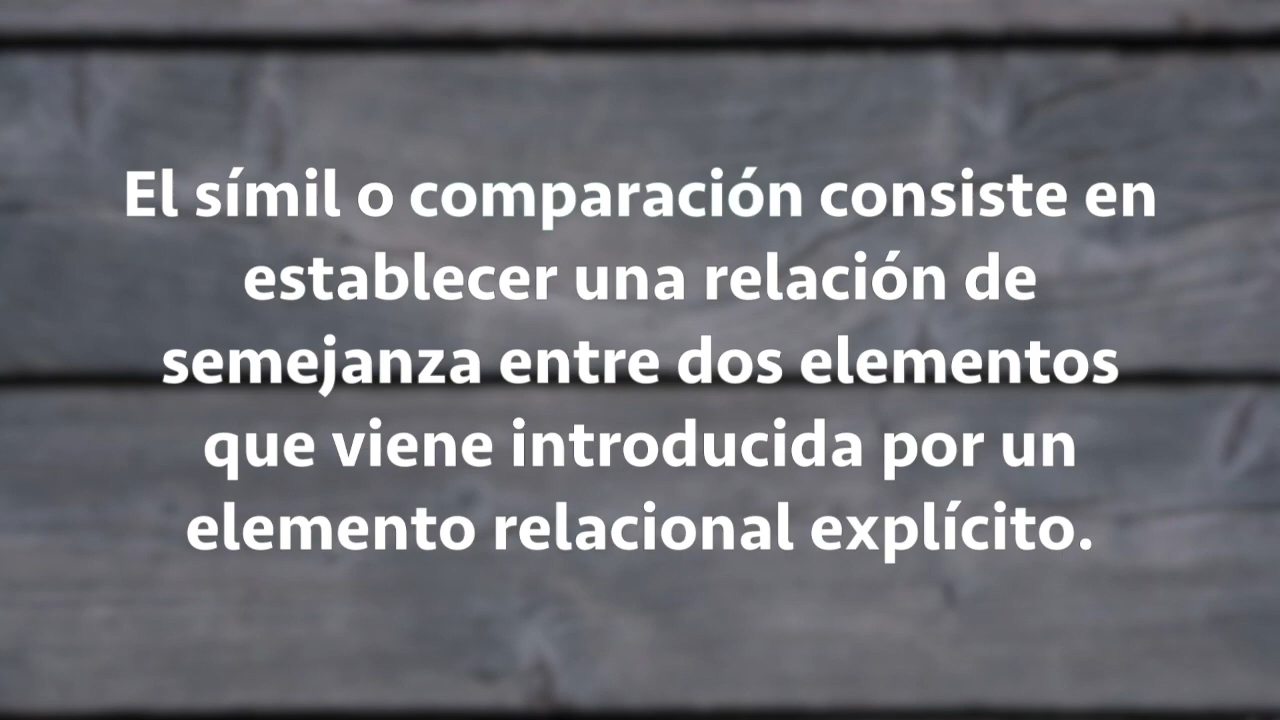 El símil o comparación consiste en
establecer una relación de
semejanza entre dos elementos
que viene introducida por un
elemento relacional explícito.